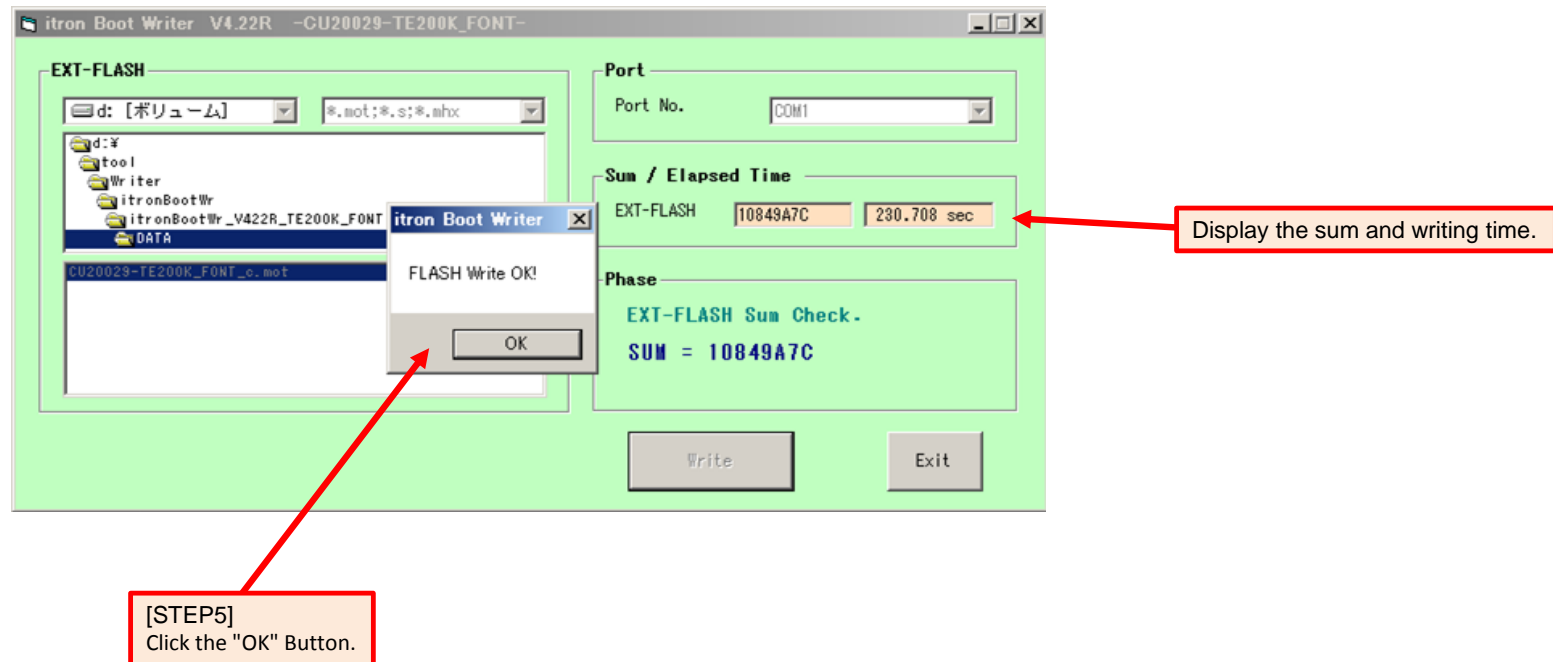 itron Boot Writer V4.22R -CU20029-TE200K_FONT-
EXT-FLASH
d: [ボリューム]
*.mot;*.s;*.mhx
d:¥
tool
Writer
itronBootWr
itronBootWr_V422R_TE200K_FONT
DATA
CU20029-TE200K_FONT_c.mot
itron Boot Writer
FLASH Write OK!
OK
Port
Port No.
COM1
Sum / Elapsed Time
EXT-FLASH
10849A7C
230.708 sec
Phase
EXT-FLASH Sum Check.
SUM = 10849A7C
Write
Exit
Display the sum and writing time.
[STEP5]
Click the "OK" Button.